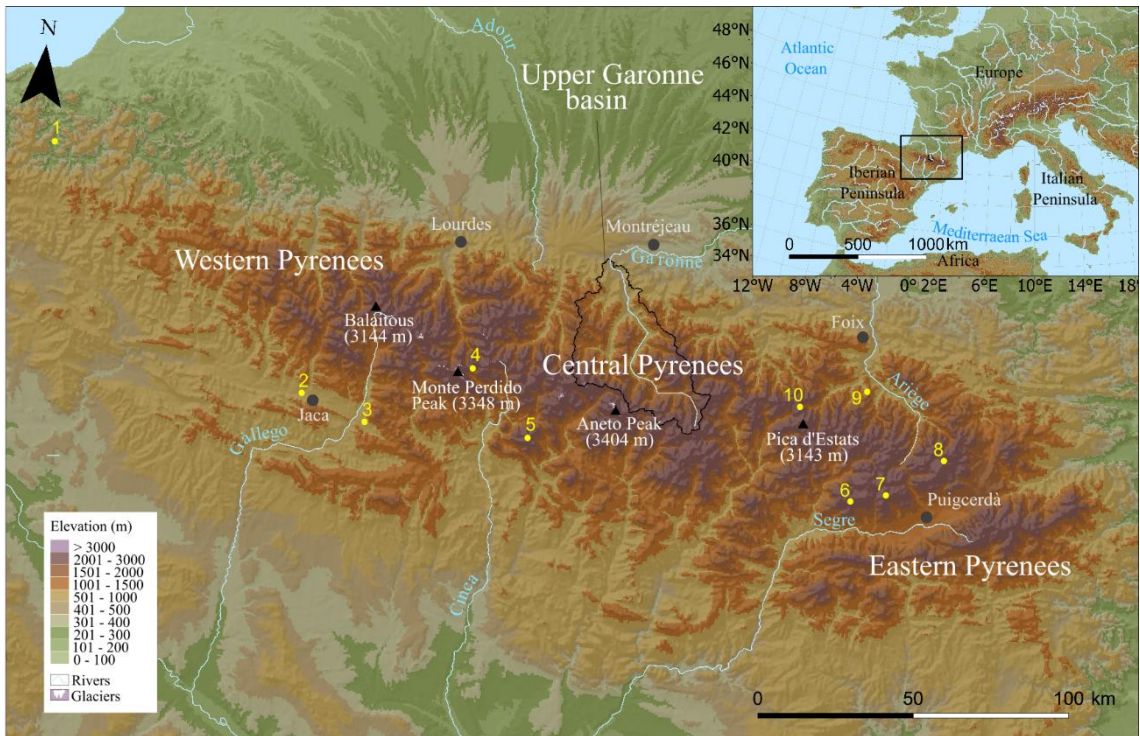 N
Adour
Upper Garonne
basin
1
Lourdes
Montréjeau
Garonne
Western Pyrenees
Balaitous
(3144 m)
Foix
Central Pyrenees
4
Monte Perdido
Peak (3348 m)
2
Jaca
3
Gállego
5
Aneto Peak
(3404 m)
10
9
Ariège
Pica d'Estats
(3143 m)
8
6
7
Puigcerdà
Segre
Eastern Pyrenees
Cinca
Elevation (m)
> 3000
2001 - 3000
1501 - 2000
1001 - 1500
501 - 1000
401 - 500
301 - 400
201 - 300
101 - 200
0 - 100
Rivers
Glaciers
0 50 100 km
48°N
46°N
44°N
42°N
40°N
36°N
34°N
Atlantic
Ocean
Europe
Iberian
Peninsula
Italian
Peninsula
Mediterraean Sea
Africa
0 500 1000 km
12°W 8°W 4°W 0° 2°E 6°E 10°E 14°E 18°E